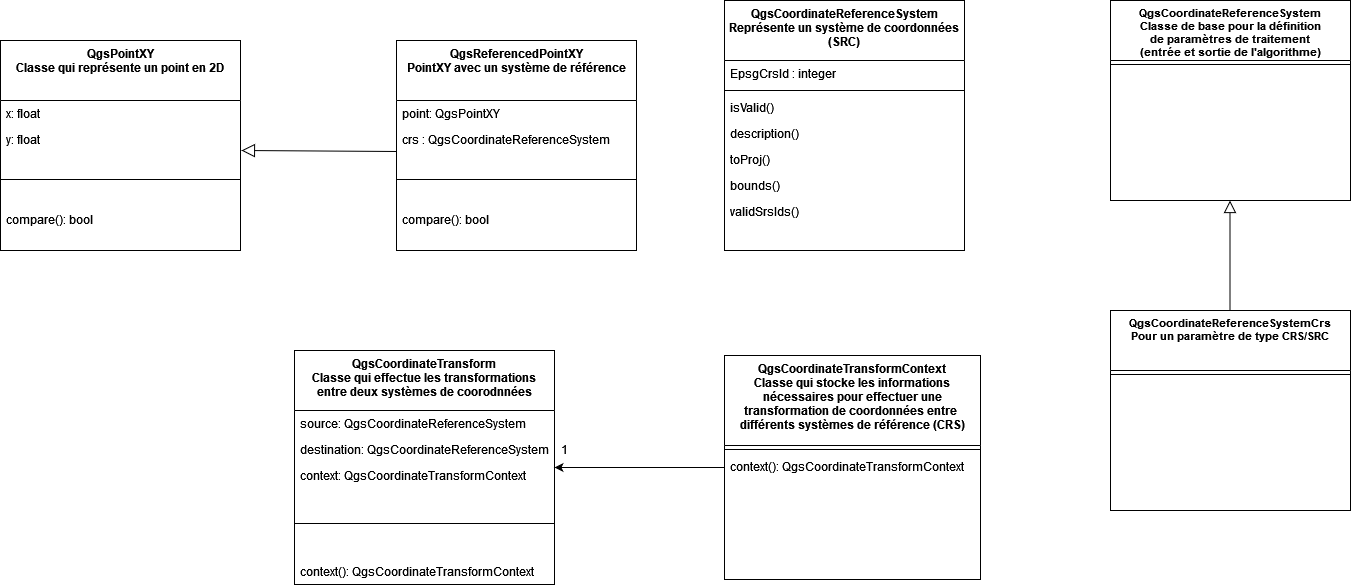 QgsPointXY
Classe qui représente un point en 2D
x: float
y: float
compare(): bool
QgsReferencedPointXY
PointXY avec un système de référence
point: QgsPointXY
crs : QgsCoordinateReferenceSystem
compare(): bool
QgsCoordinateReferenceSystem
Représente un système de coordonnées
(SRC)
EpsgCrsId : integer
isValid()
description()
toProj()
bounds()
validSrsIds()
QgsCoordinateReferenceSystem
Classe de base pour la définition
de paramètres de traitement
(entrée et sortie de l'algorithme)
QgsCoordinateReferenceSystemCrs
Pour un paramètre de type CRS/SRC
QgsCoordinateTransform
Classe qui effectue les transformations
entre deux systèmes de coorodnnées
source: QgsCoordinateReferenceSystem
destination: QgsCoordinateReferenceSystem
context: QgsCoordinateTransformContext
context(): QgsCoordinateTransformContext
1
QgsCoordinateTransformContext
Classe qui stocke les informations
nécessaires pour effectuer une
transformation de coordonnées entre
différents systèmes de référence (CRS)
context(): QgsCoordinateTransformContext